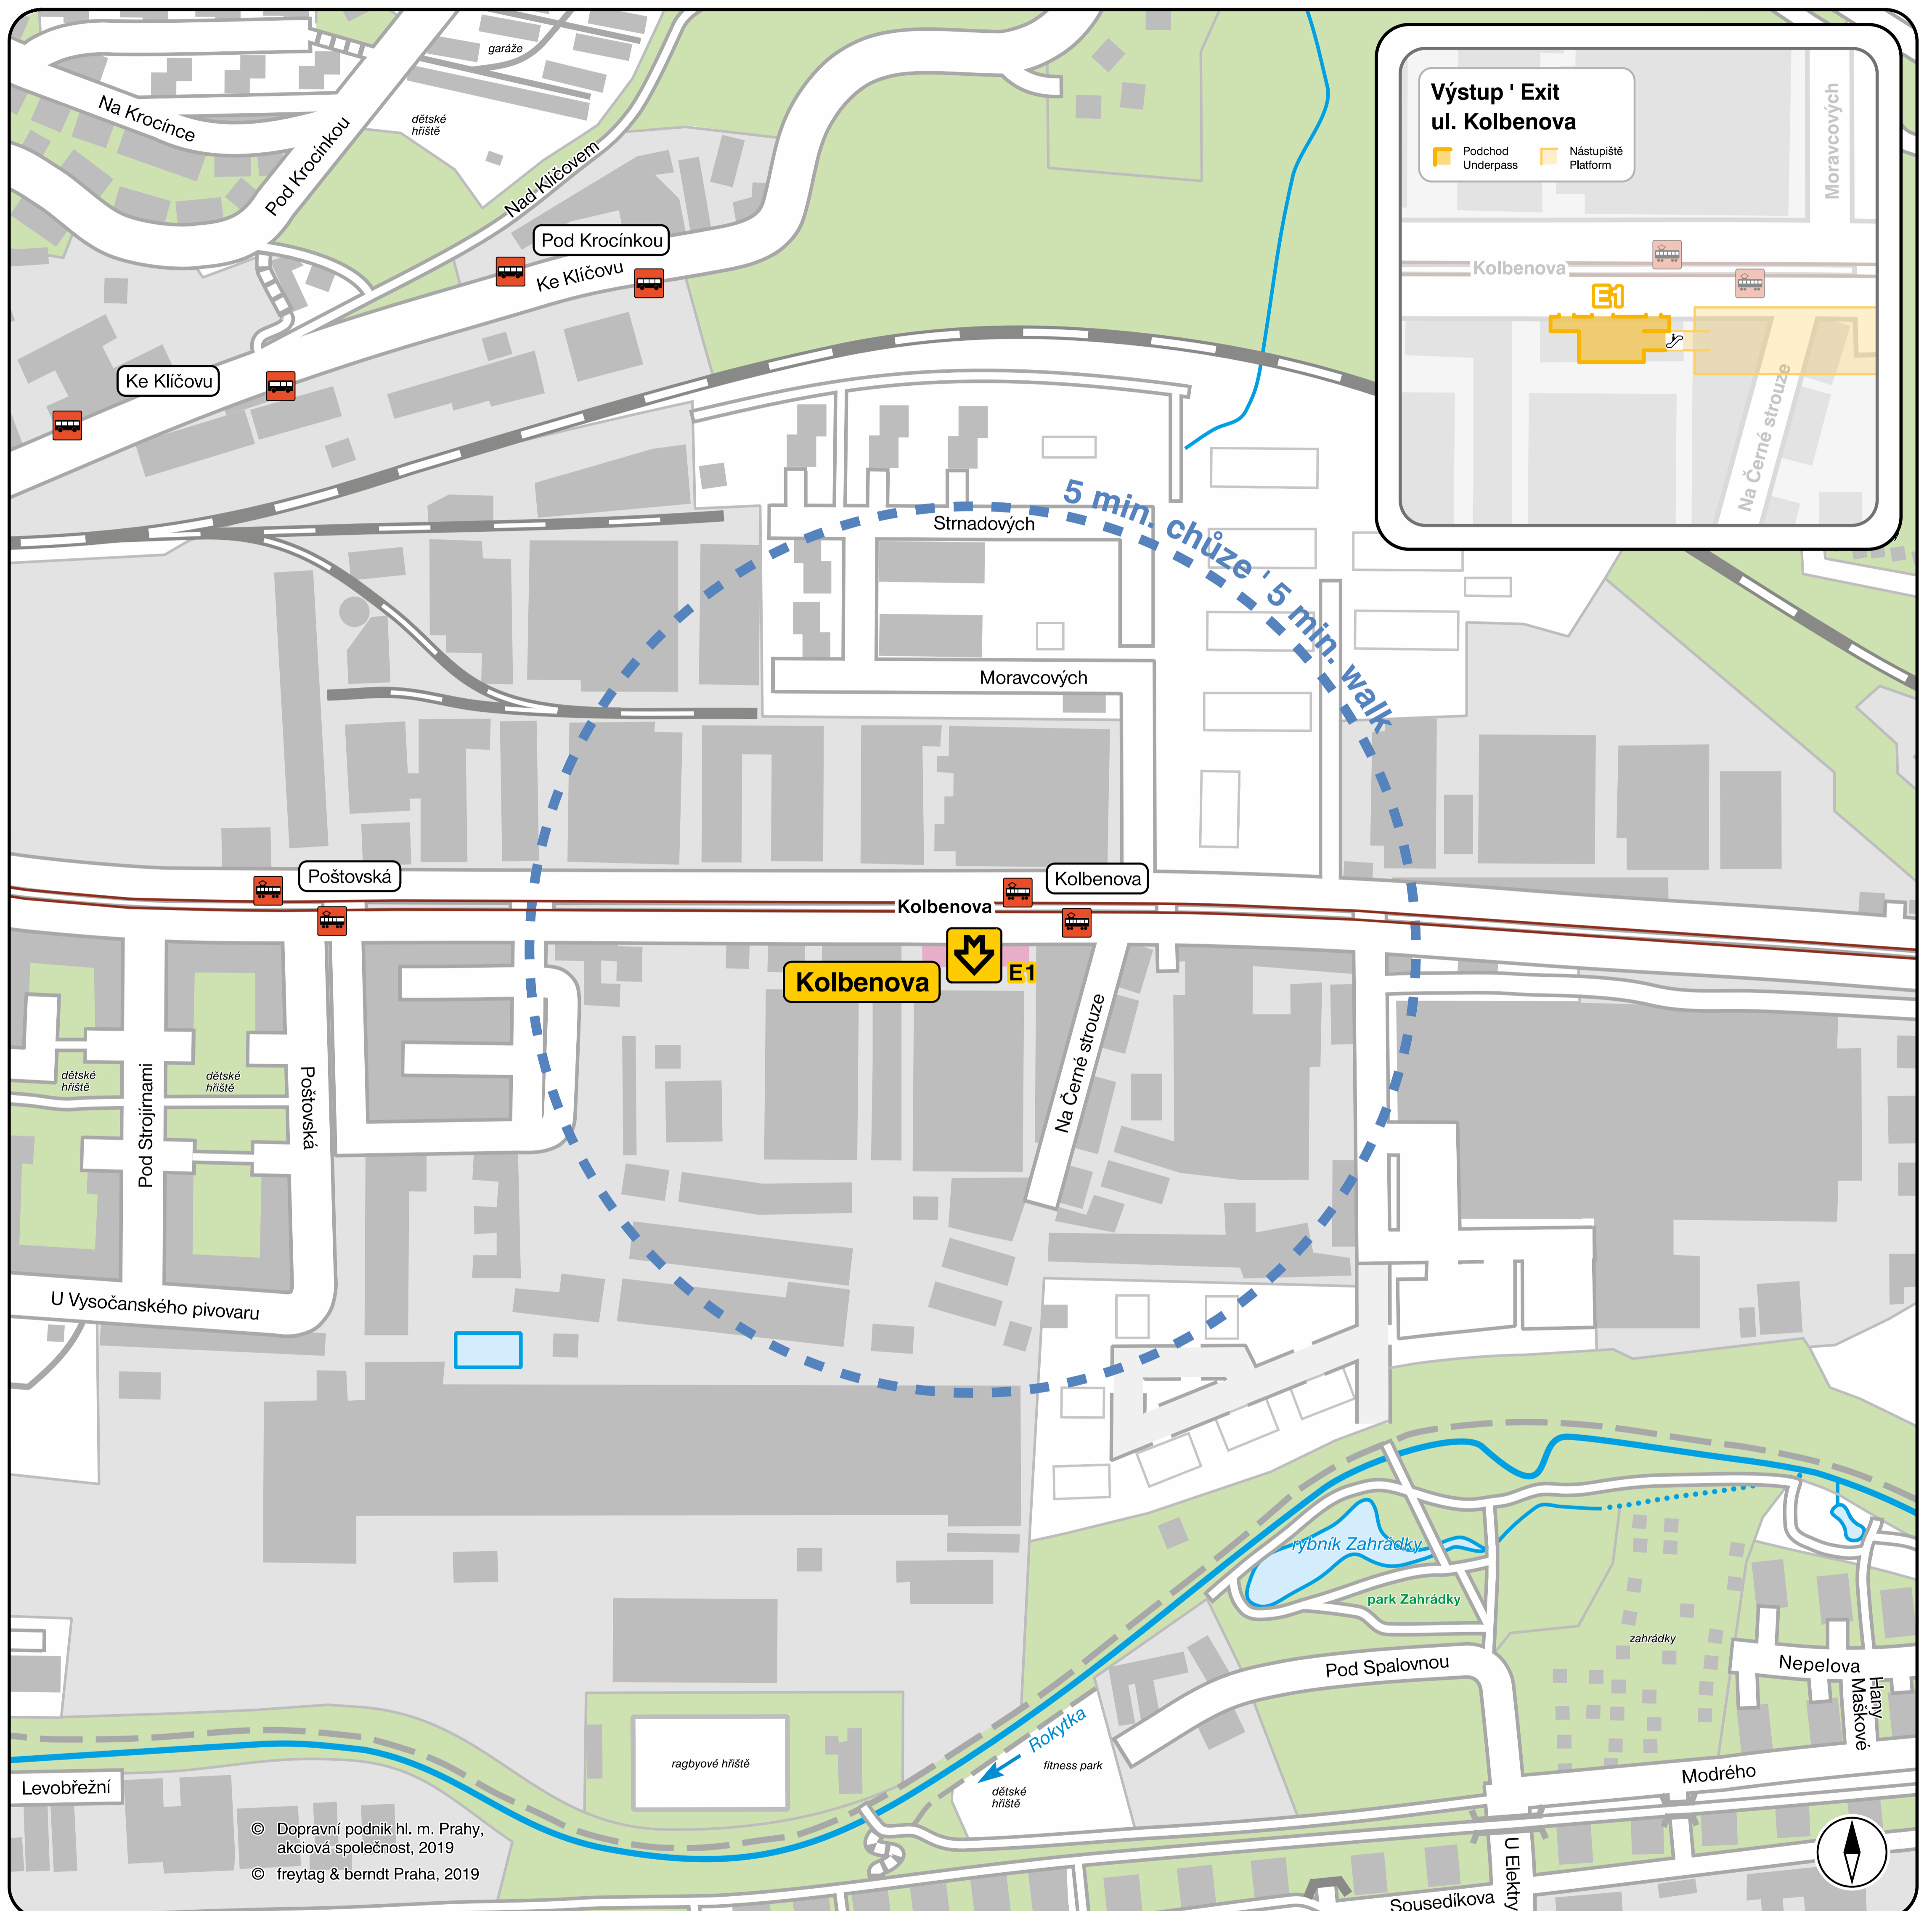 garáže
Na Krocínce
dětské
hřiště
Pod Krocínkou
Nad Klíčovem
Pod Krocínkou
Ke Klíčovu
Ke Klíčovu
Výstup ' Exit
ul. Kolbenova
Podchod
Underpass
Nástupiště
Platform
Moravcových
Kolbenova
E1
Na Černé strouze
5 min. chůze ' 5 min. walk
Strnadových
Moravcových
Poštovská
Kolbenova
Kolbenova
M
Kolbenova
E1
Na Černé strouze
dětské
hřiště
dětské
hřiště
Pod Strojírnami
Poštovská
U Vysočanského pivovaru
rybník Zahrádky
park Zahrádky
zahrádky
Pod Spalovnou
Nepelova
Hany
Maškové
Rokytka
ragbyové hřiště
fitness park
dětské
hřiště
Modrého
Levobřežní
© Dopravní podnik hl. m. Prahy,
akciová společnost, 2019
© freytag & berndt Praha, 2019
U Elektry
Sousedíkova